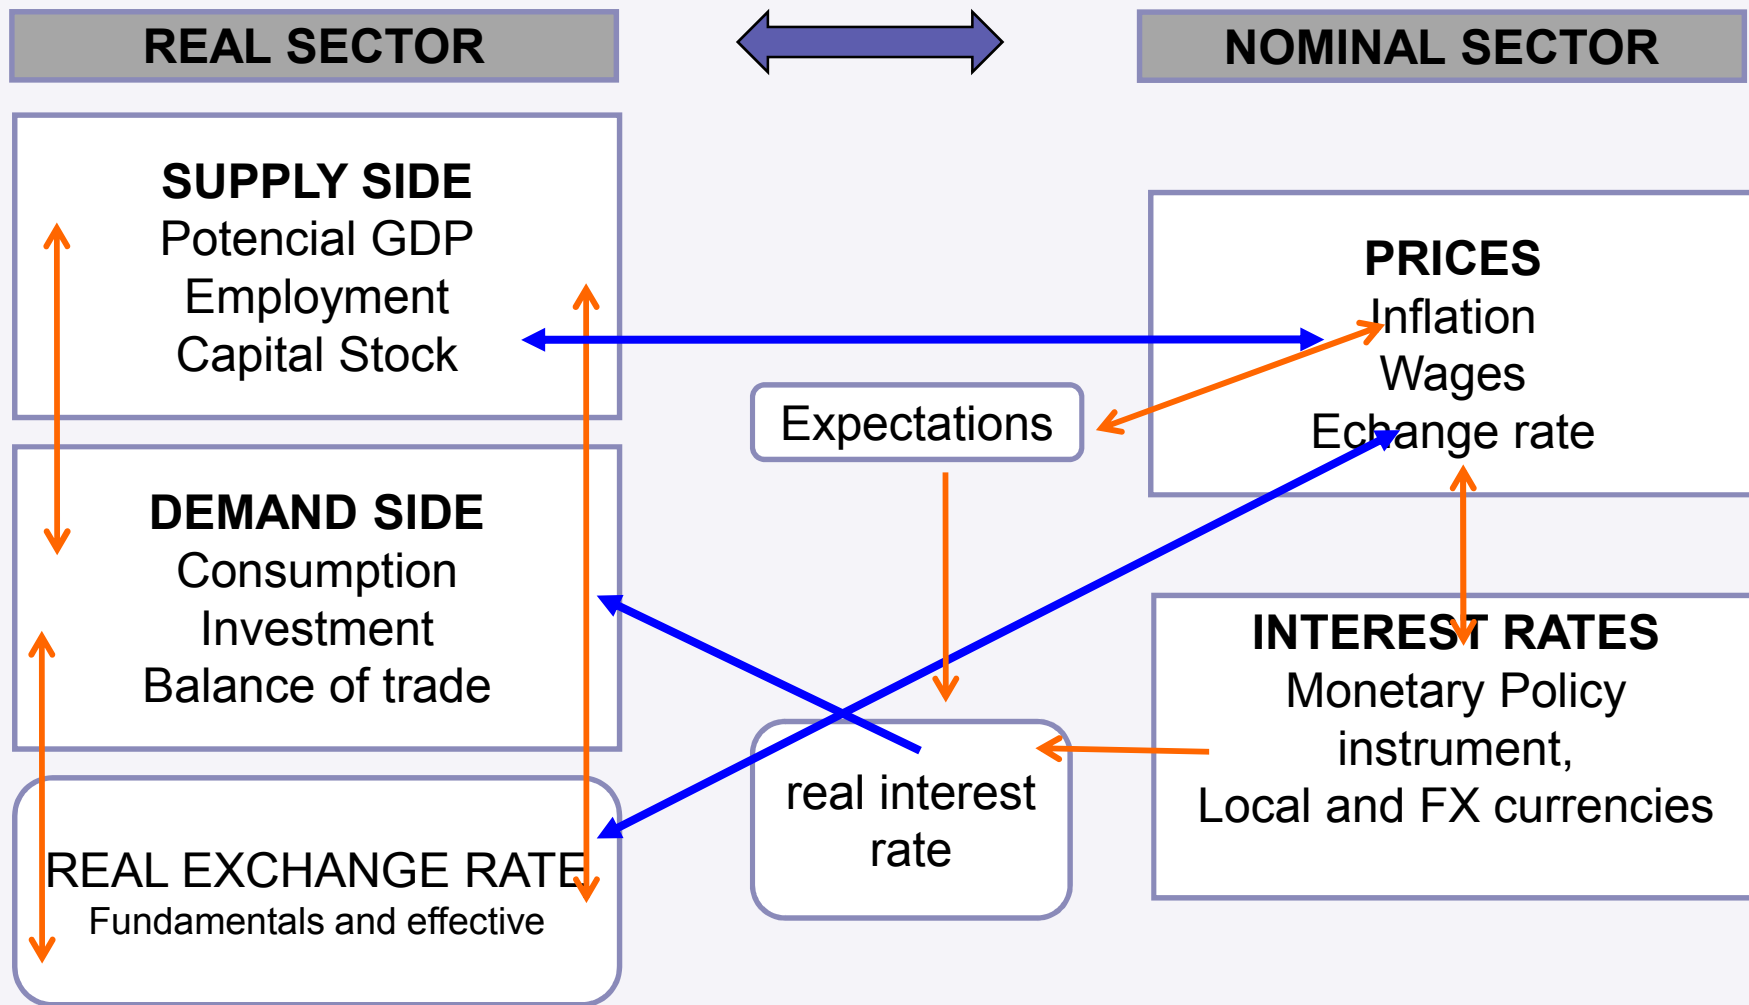 REAL SECTOR
NOMINAL SECTOR
SUPPLY SIDE
Potencial GDP
Employment
Capital Stock
DEMAND SIDE
Consumption
Investment
Balance of trade
REAL EXCHANGE RATE
Fundamentals and effective
Expectations
real interest
rate
PRICES
Inflation
Wages
Echange rate
INTEREST RATES
Monetary Policy
instrument,
Local and FX currencies